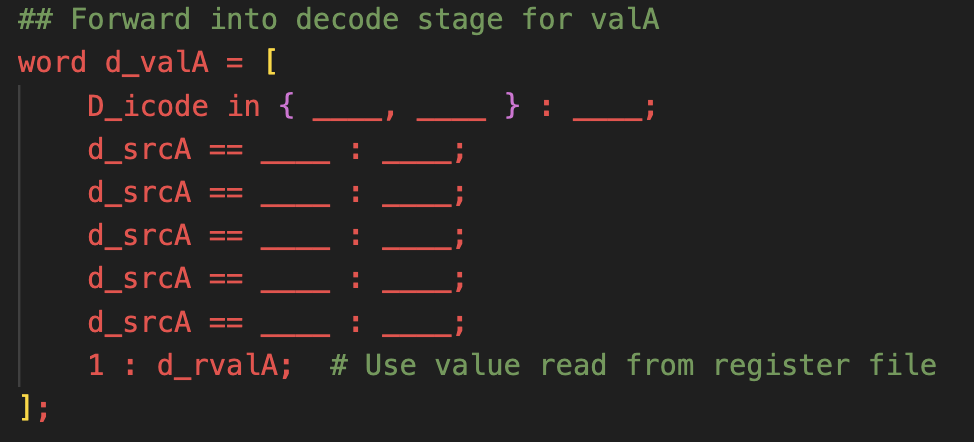 ## Forward into decode stage for valA
word d_valA = [
    D_icode in { ____, ____ } : ____;
    d_srcA == ____ : ____;
    d_srcA == ____ : ____;
    d_srcA == ____ : ____;
    d_srcA == ____ : ____;
    d_srcA == ____ : ____;
    1 : d_rvalA;  # Use value read from register file
];